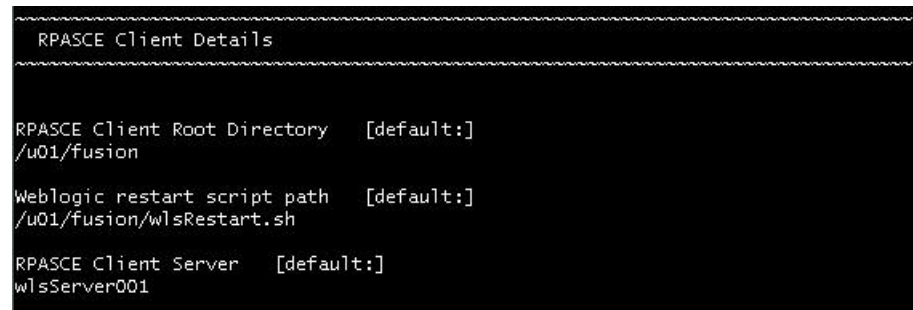 ~~~~~~~~~~~~~~~~~~~~~~~~~~~~~~~~~~~~~~~~~~~~~~~~~~~~~~~~~~~~~~~~~~~~~~~~~~~~~~~~
RPASCE Client Details
~~~~~~~~~~~~~~~~~~~~~~~~~~~~~~~~~~~~~~~~~~~~~~~~~~~~~~~~~~~~~~~~~~~~~~~~~~~~~~~~
RPASCE Client Root Directory [default:]
/u01/fusion
Weblogic restart script path [default:]
/u01/fusion/wlsRestart.sh
RPASCE Client Server [default:]
wlsServer001